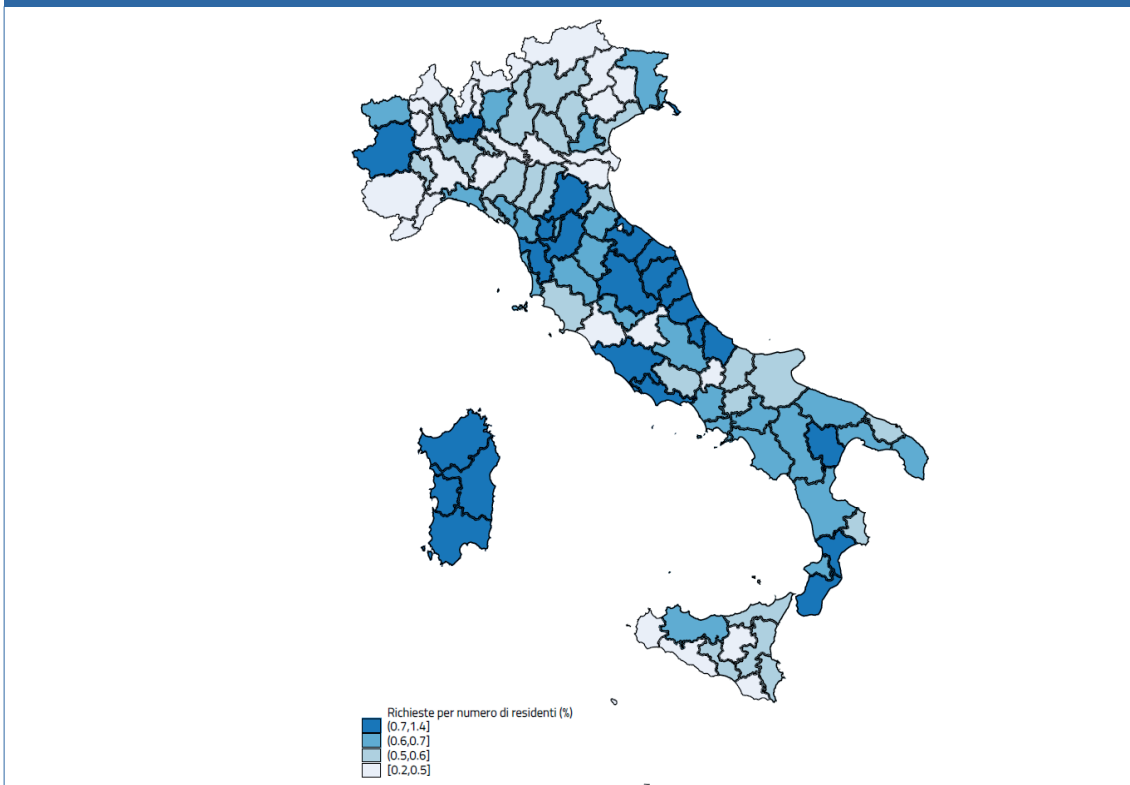 Richieste per numero di residenti (%)
(0.7,1.4]
(0.6,0.7]
(0.5,0.6]
[0.2,0.5]